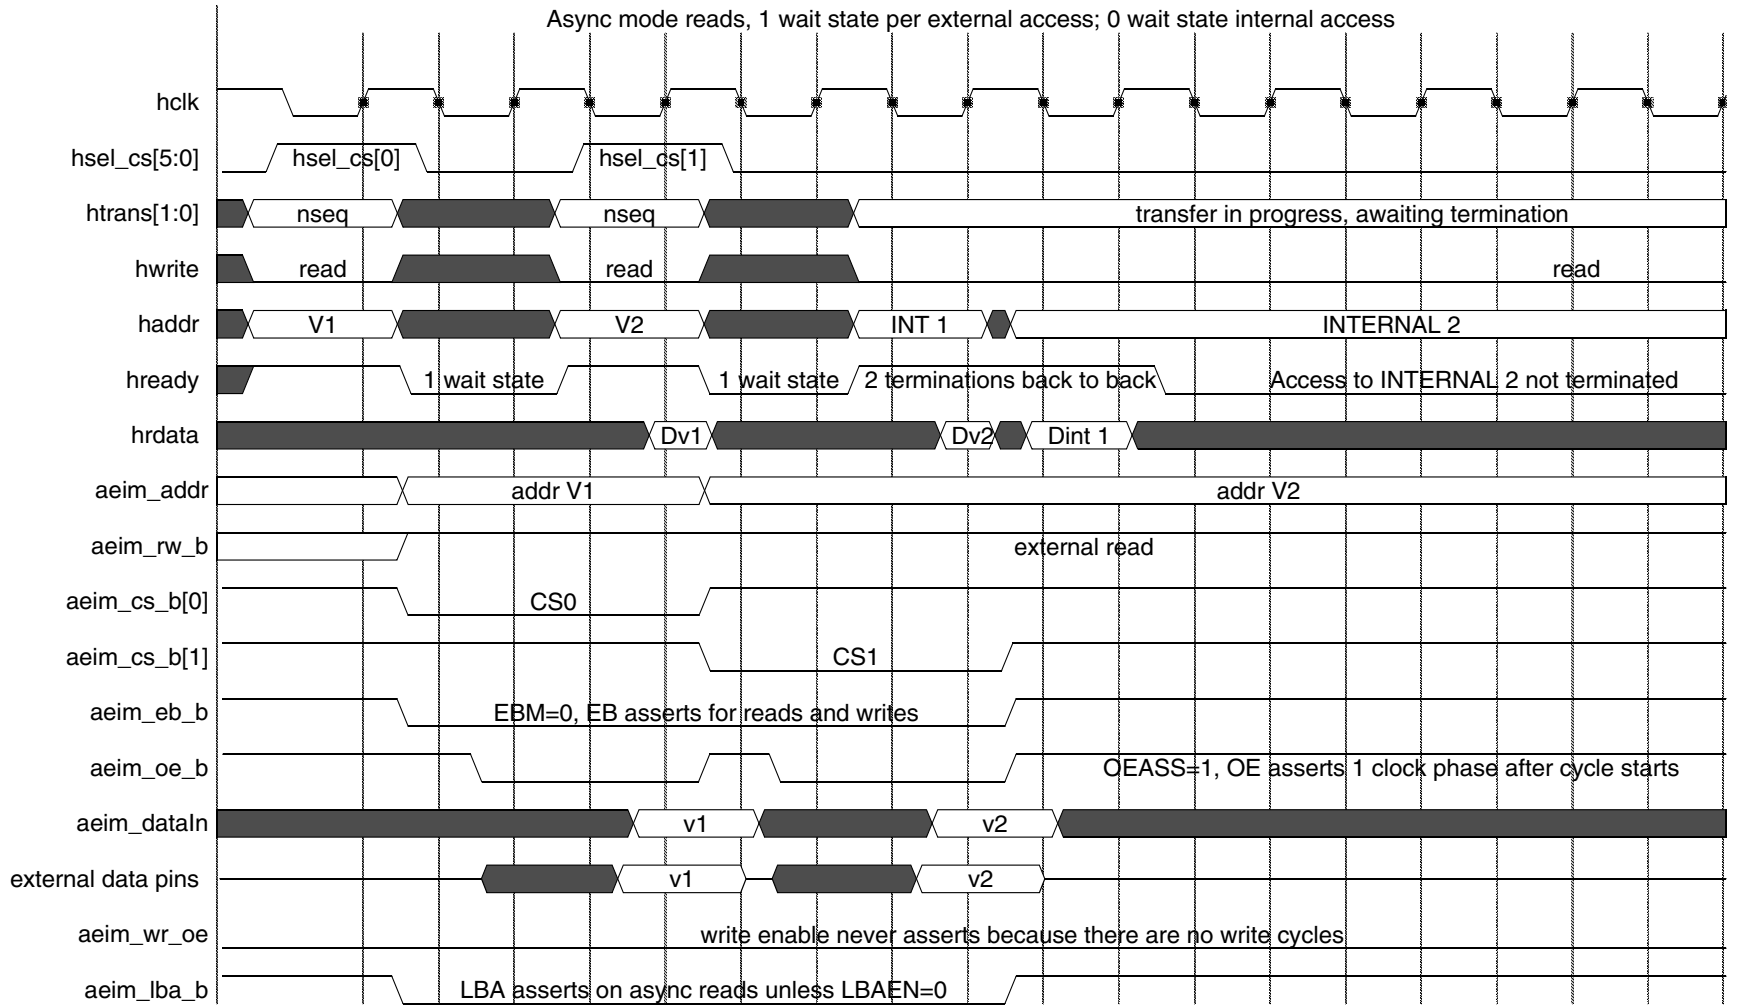 Async mode reads, 1 wait state per external access; 0 wait state internal access
hclk
hsel_cs[5:0] hsel_cs[0] hsel_cs[1]
htrans[1:0] nseq nseq transfer in progress, awaiting termination
hwrite read read read
haddr V1 V2 INT 1 INTERNAL 2
hready 1 wait state 1 wait state 2 terminations back to back Access to INTERNAL 2 not terminated
hrdata Dv1 Dv2 Dint 1
aeim_addr addr V1 addr V2
aeim_rw_b external read
aeim_cs_b[0] CS0
aeim_cs_b[1] CS1
aeim_eb_b EBM=0, EB asserts for reads and writes
aeim_oe_b OEASS=1, OE asserts 1 clock phase after cycle starts
aeim_dataIn v1 v2
external data pins v1 v2
aeim_wr_oe write enable never asserts because there are no write cycles
aeim_lba_b LBA asserts on async reads unless LBAEN=0